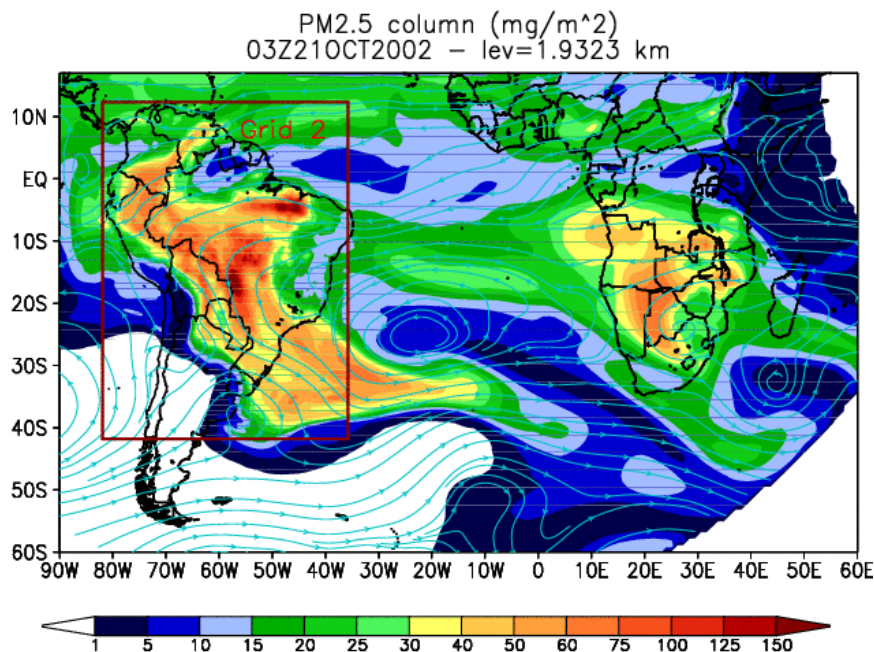 PM2.5 column (mg/m^2)
03Z21OCT2002 – lev=1.9323 km
Grid 2
10N
EQ
10S
20S
30S
40S
50S
60S
90W 80W 70W 60W 50W 40W 30W 20W 10W 0 10E 20E 30E 40E 50E 60E
1 5 10 15 20 25 30 40 50 60 75 100 125 150